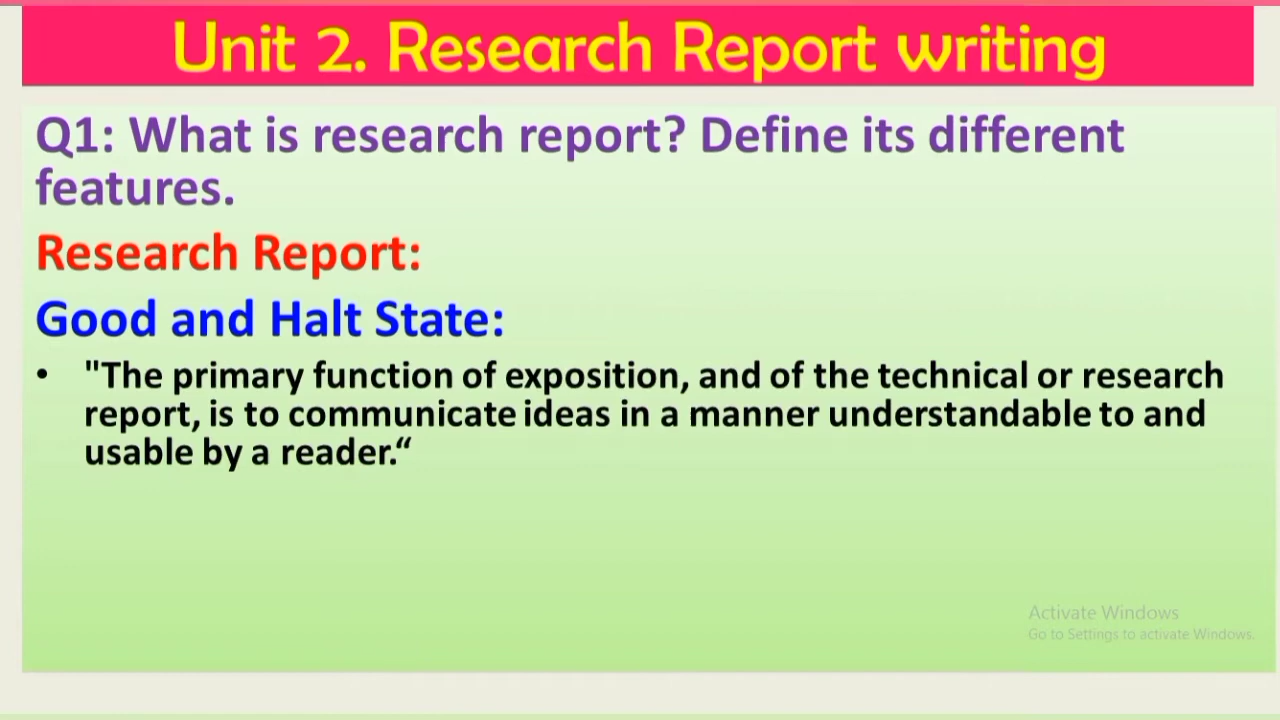 Unit 2. Research Report writing
Q1: What is research report? Define its different
features.
Research Report:
Good and Halt State:
• "The primary function of exposition, and of the technical or research
report, is to communicate ideas in a manner understandable to and
usable by a reader.“
Activate Windows
Go to Settings to activate Windows.